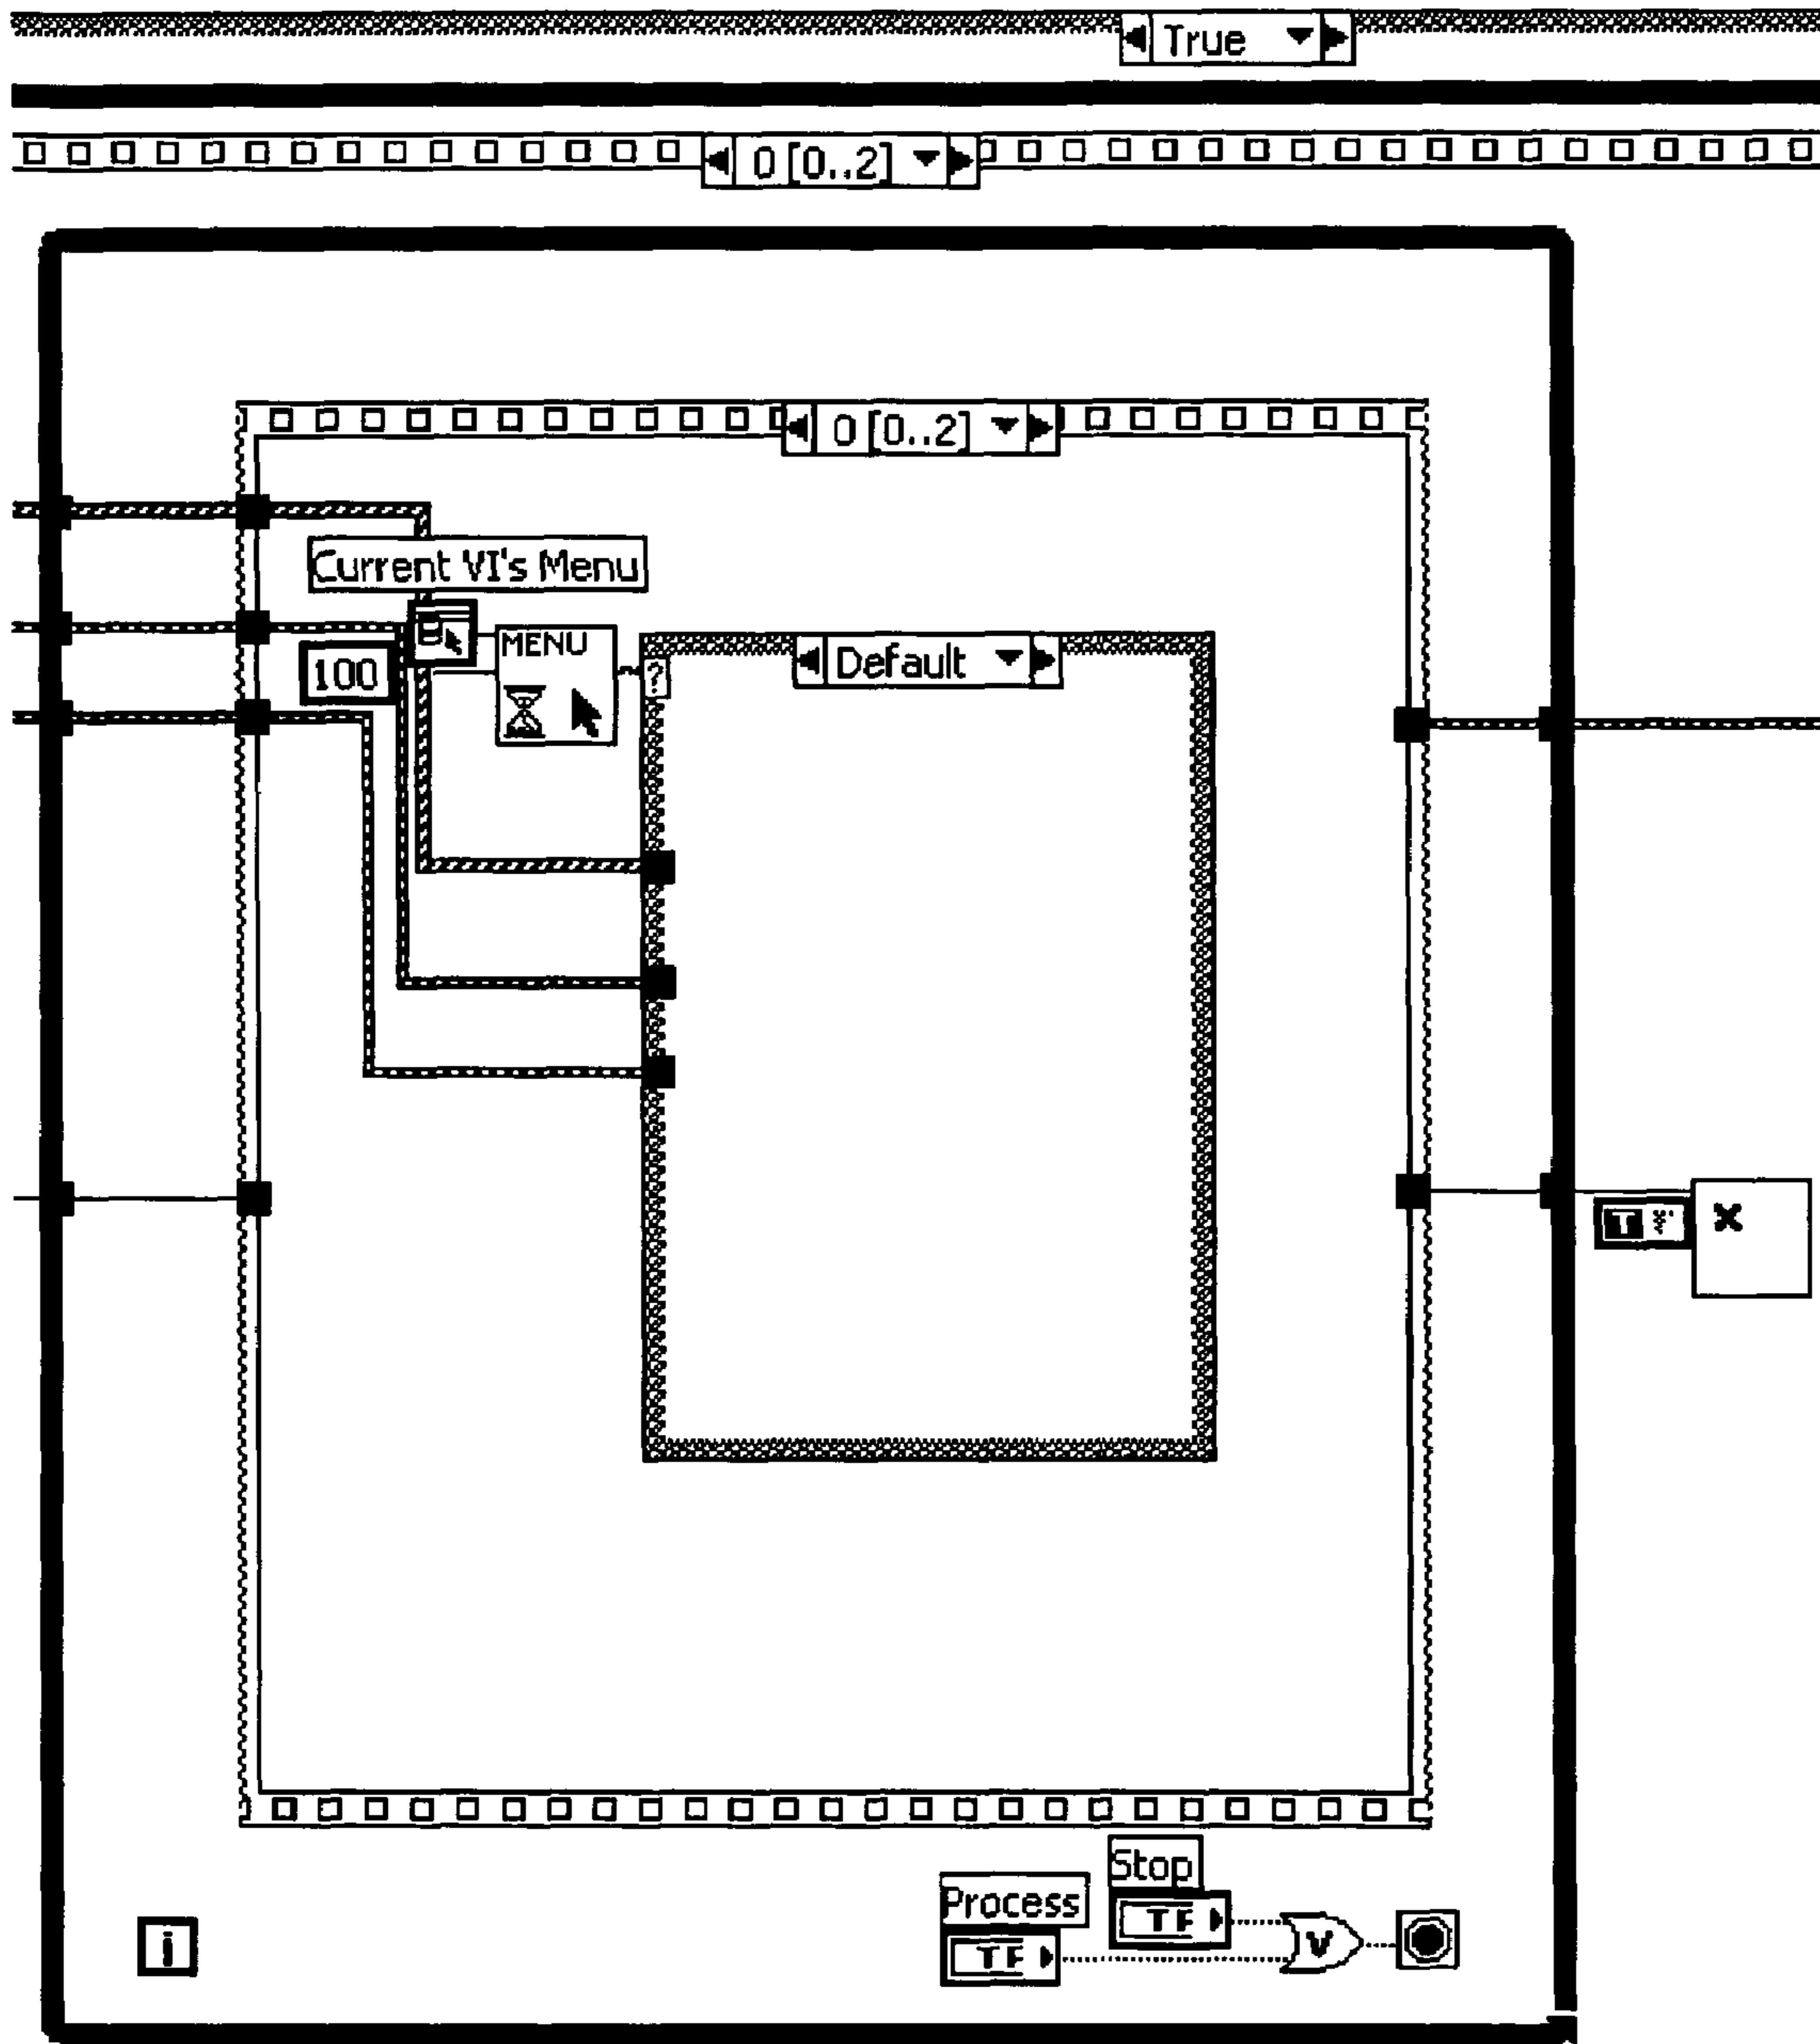 True
0 [0..2]
0 [0..2]
Current VI's Menu
MENU
100
?
Default
T
x
Stop
Process
TF
TF
V
i